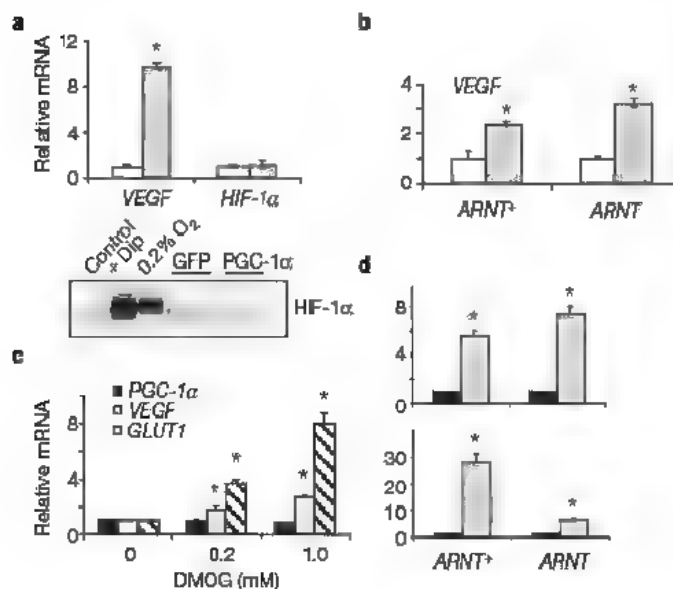 a
Relative mRNA
12
8
4
0
*
VEGF HIF-1α
Control
+ Dip
0.2% O2
GFP PGC-1α
HIF-1α
b
VEGF
4
2
0
* *
ARNT+ ARNT
c
Relative mRNA
8
4
0
PGC-1α
VEGF
GLUT1
* * * *
0 0.2 1.0
DMOG (mM)
d
8
4
0
* *
30
20
10
0
* *
ARNT+ ARNT